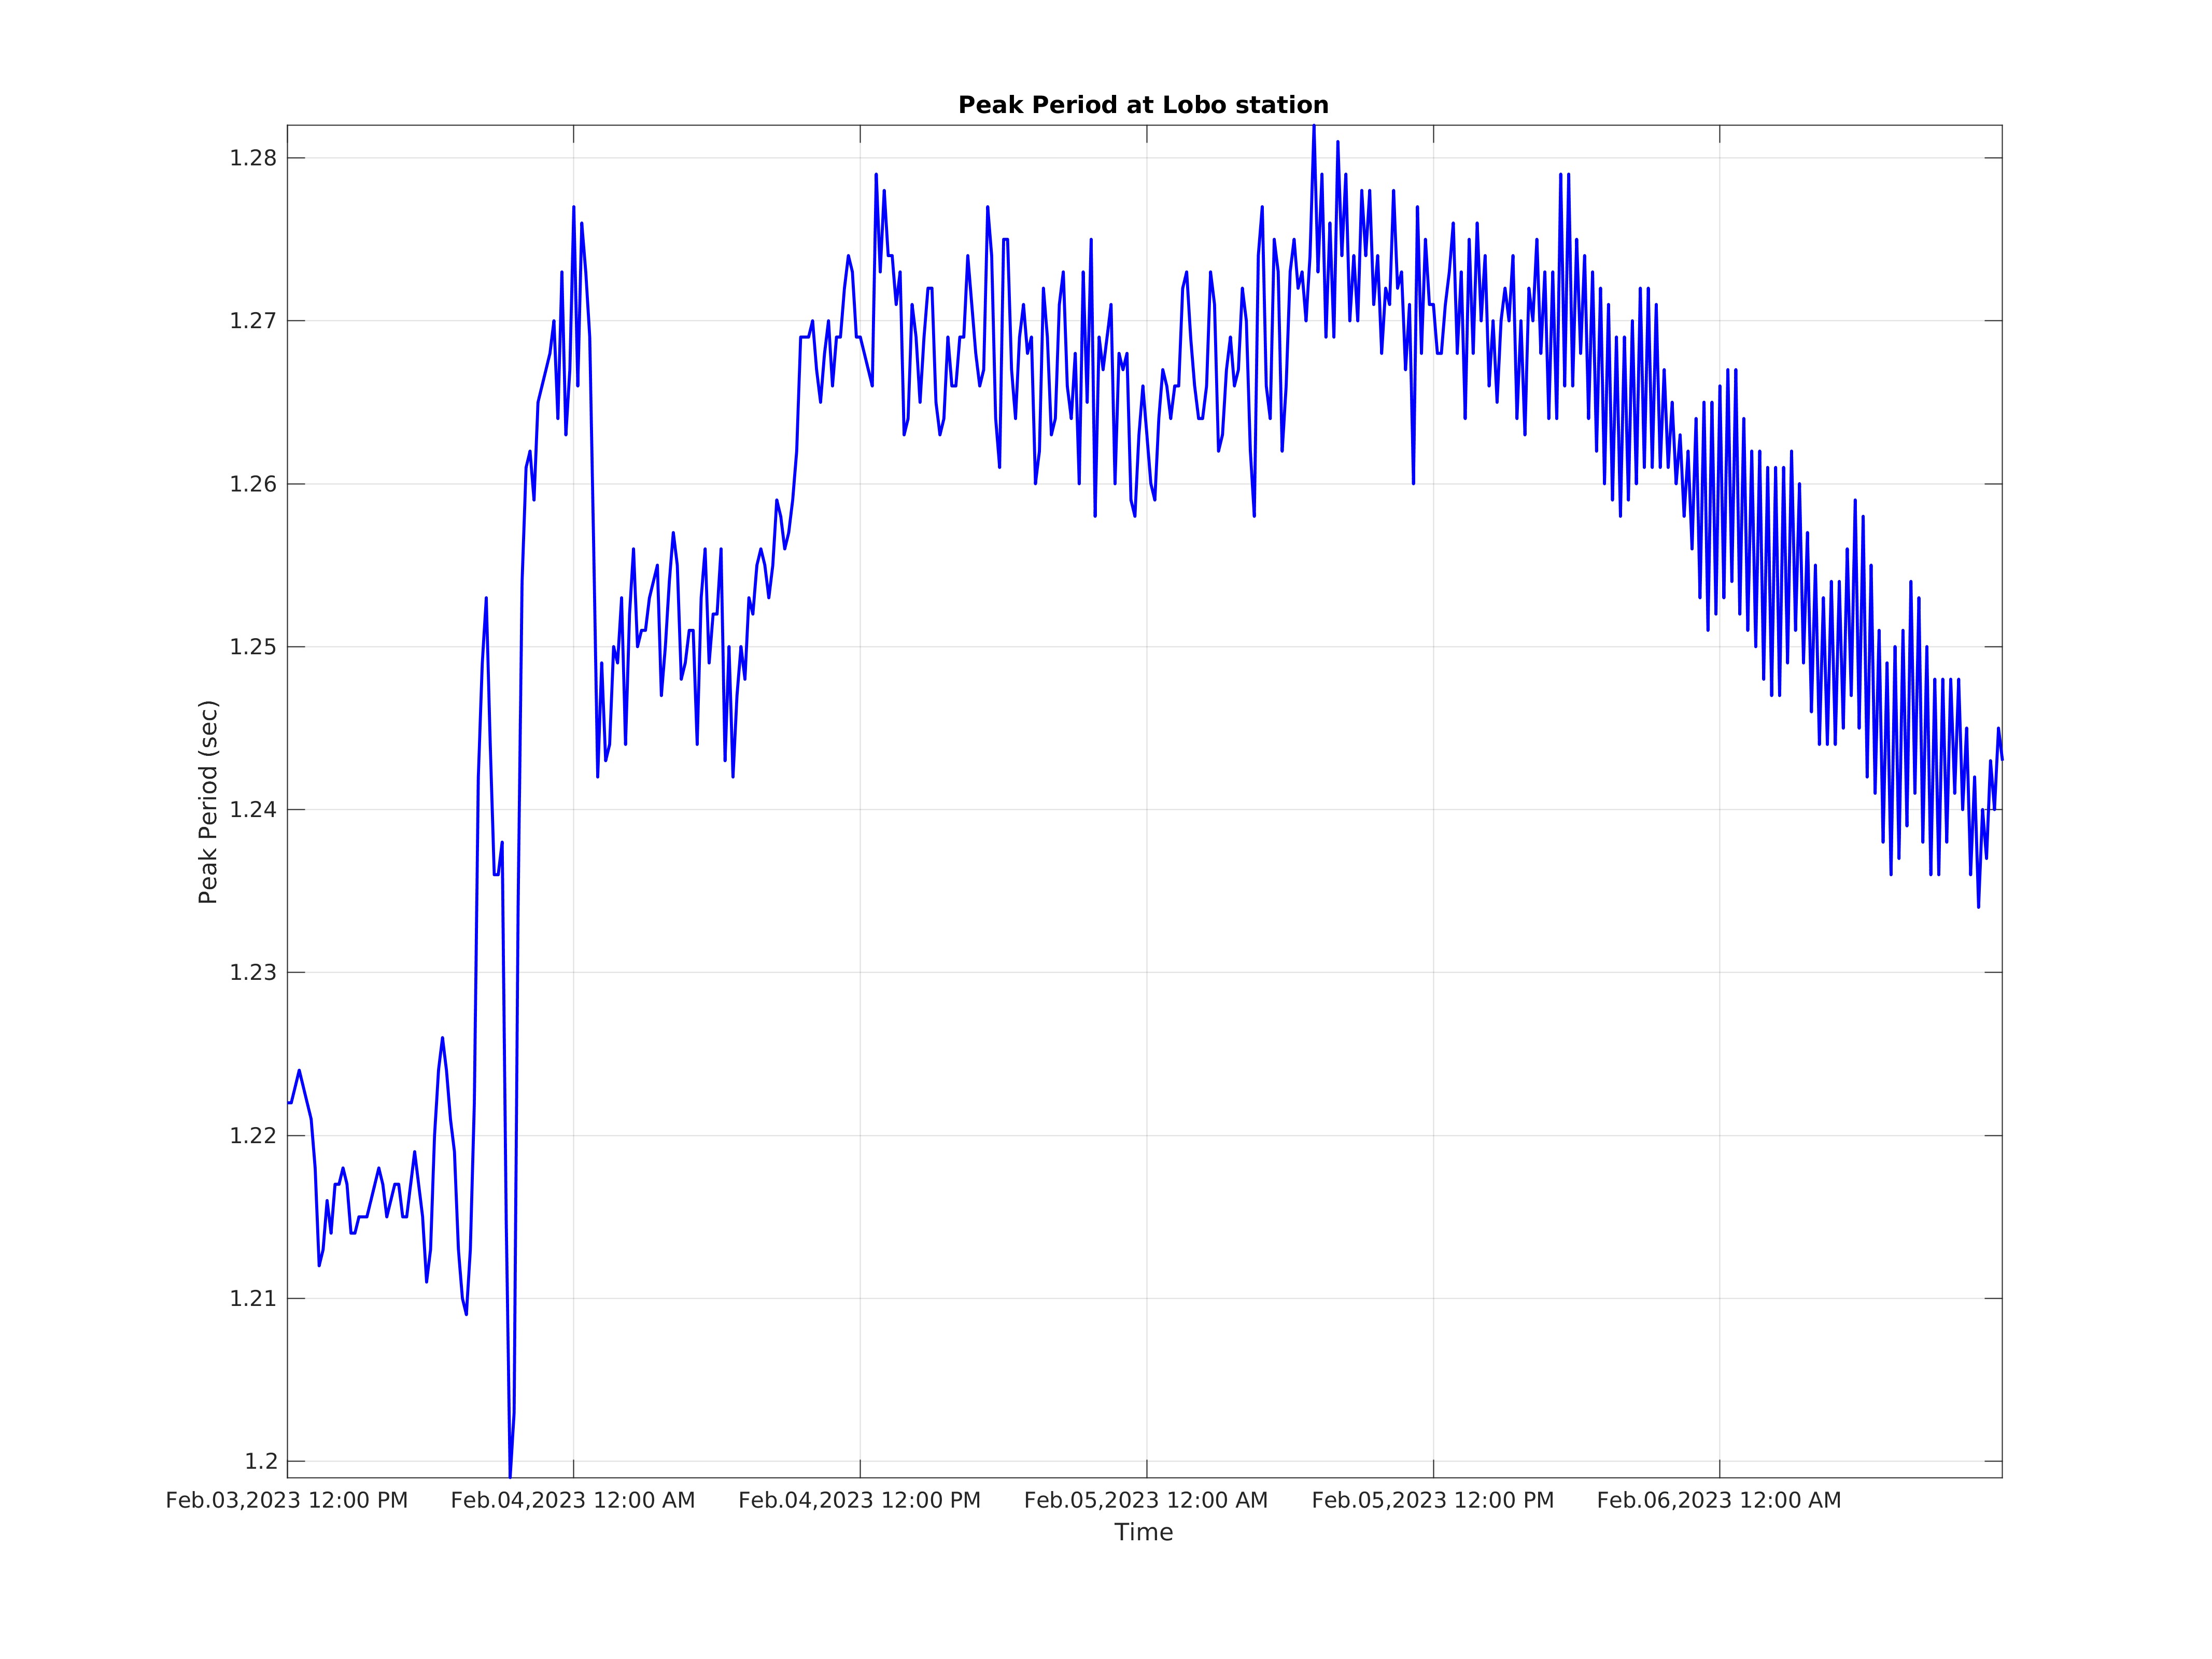 Peak Period at Lobo station
1.28
1.27
1.26
1.25
1.24
1.23
1.22
1.21
1.2
Peak Period (sec)
Feb.03,2023 12:00 PM
Feb.04,2023 12:00 AM
Feb.04,2023 12:00 PM
Feb.05,2023 12:00 AM
Feb.05,2023 12:00 PM
Feb.06,2023 12:00 AM
Time